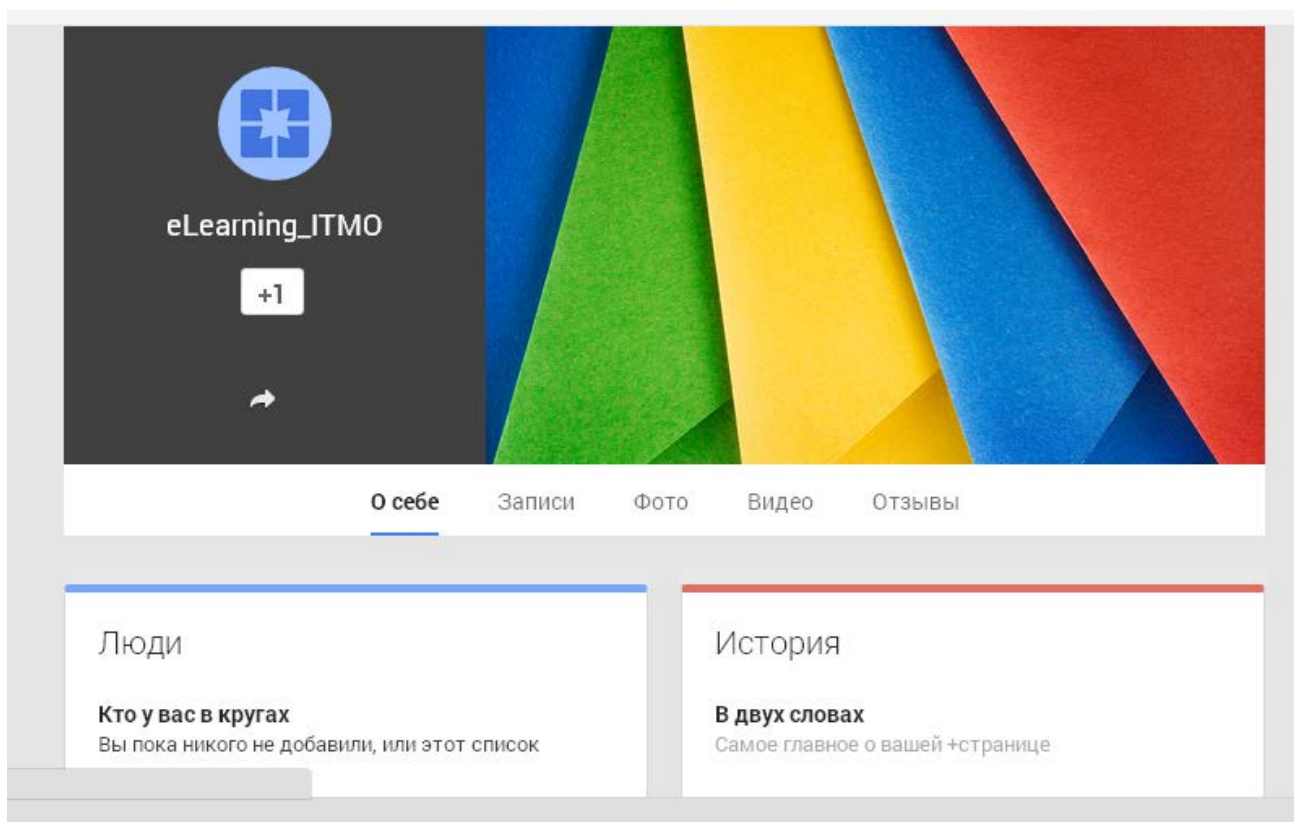 eLearning_ITMO
+1
О себе Записи Фото Видео Отзывы
Люди
Кто у вас в кругах
Вы пока никого не добавили, или этот список
История
В двух словах
Самое главное о вашей +странице